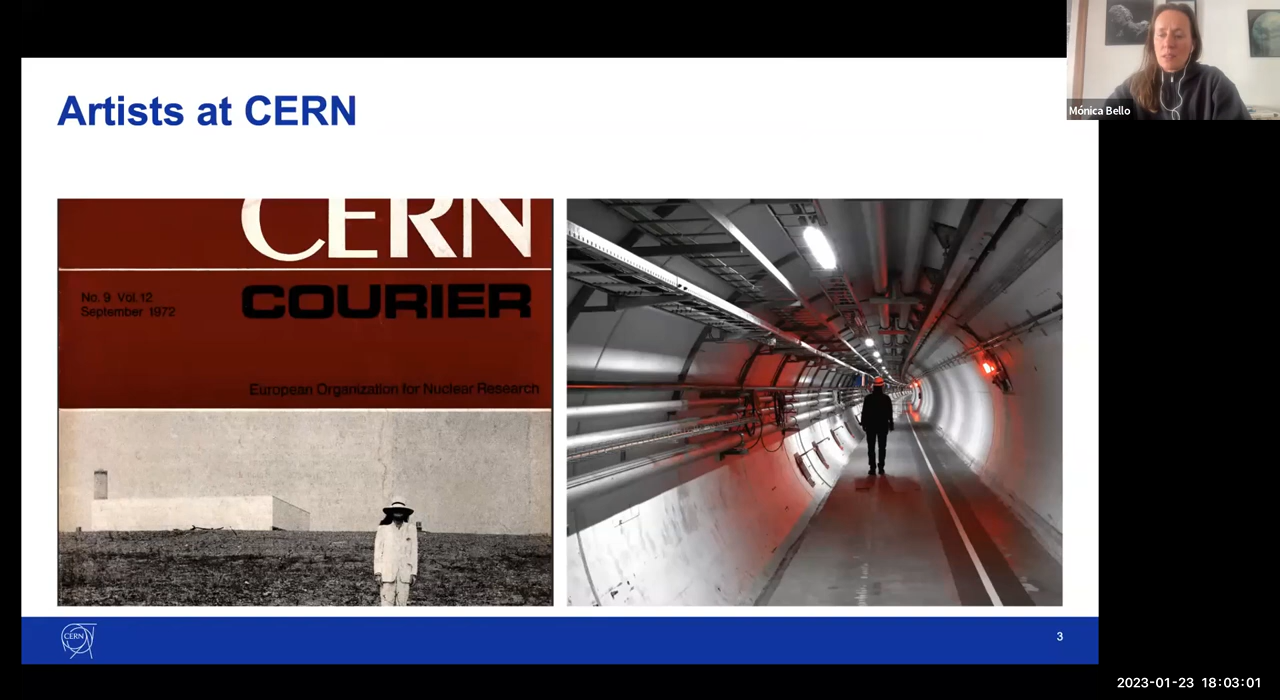 Artists at CERN
Mónica Bello
CERN
No. 9 Vol. 12
September 1972
COURIER
European Organization for Nuclear Research
CERN
3
2023-01-23 18:03:01